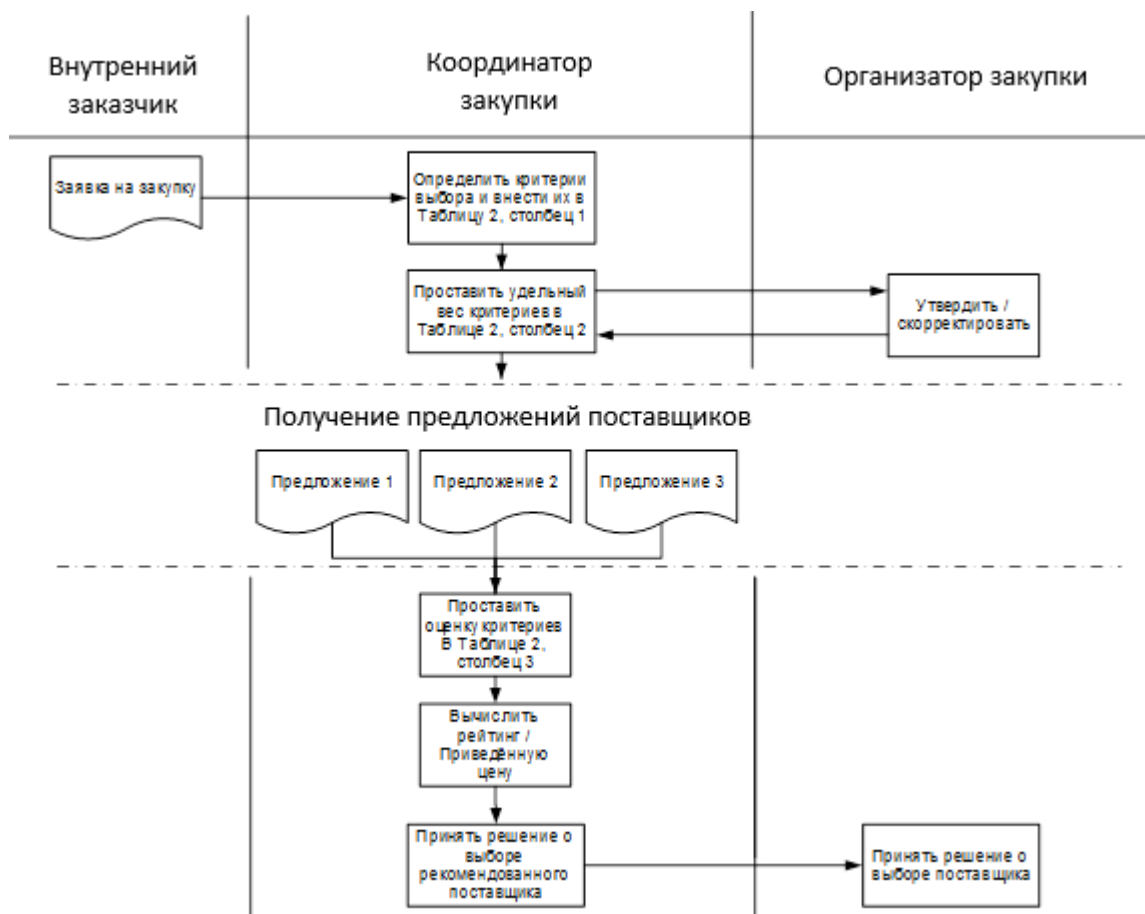 Внутренний
заказчик
Координатор
закупки
Организатор закупки
Заявка на закупку
Определить критерии
выбора и внести их в
Таблицу 2, столбец 1
Проставить удельный
вес критериев в
Таблице 2, столбец 2
Утвердить /
скорректировать
Получение предложений поставщиков
Предложение 1
Предложение 2
Предложение 3
Проставить
оценку критериев
В Таблице 2,
столбец 3
Вычислить
рейтинг /
Приведённую
цену
Принять решение о
выборе
рекомендованного
поставщика
Принять решение о
выборе поставщика